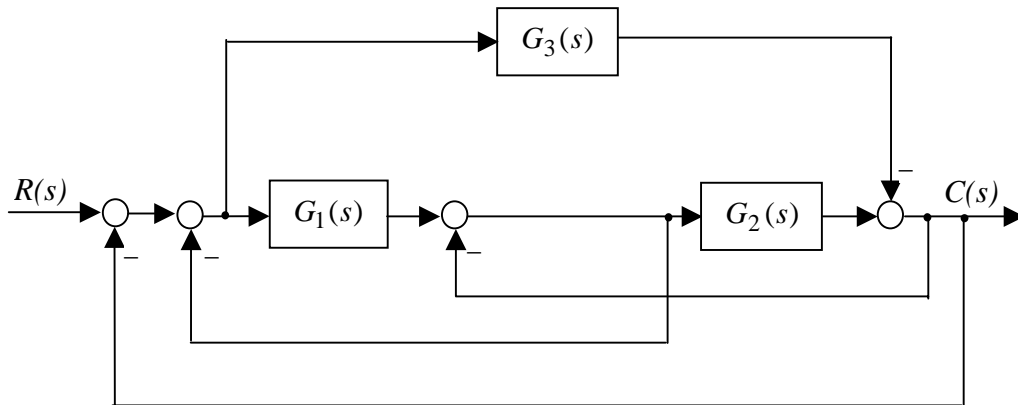 G₃(s)
R(s)
–
–
G₁(s)
–
G₂(s)
–
C(s)